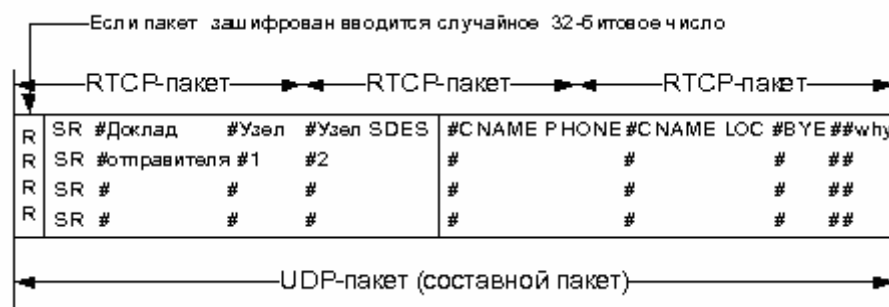 Если пакет зашифрован вводится случайное 32-битовое число
RTCP-пакет RTCP-пакет RTCP-пакет
R SR #Доклад #Узел #Узел SDES #CNAME PHONE #CNAME LOC #BYE ##why
R SR #отправителя #1 #2 # # # ##
R SR # # # # # # ##
R SR # # # # # # ##
UDP-пакет (составной пакет)